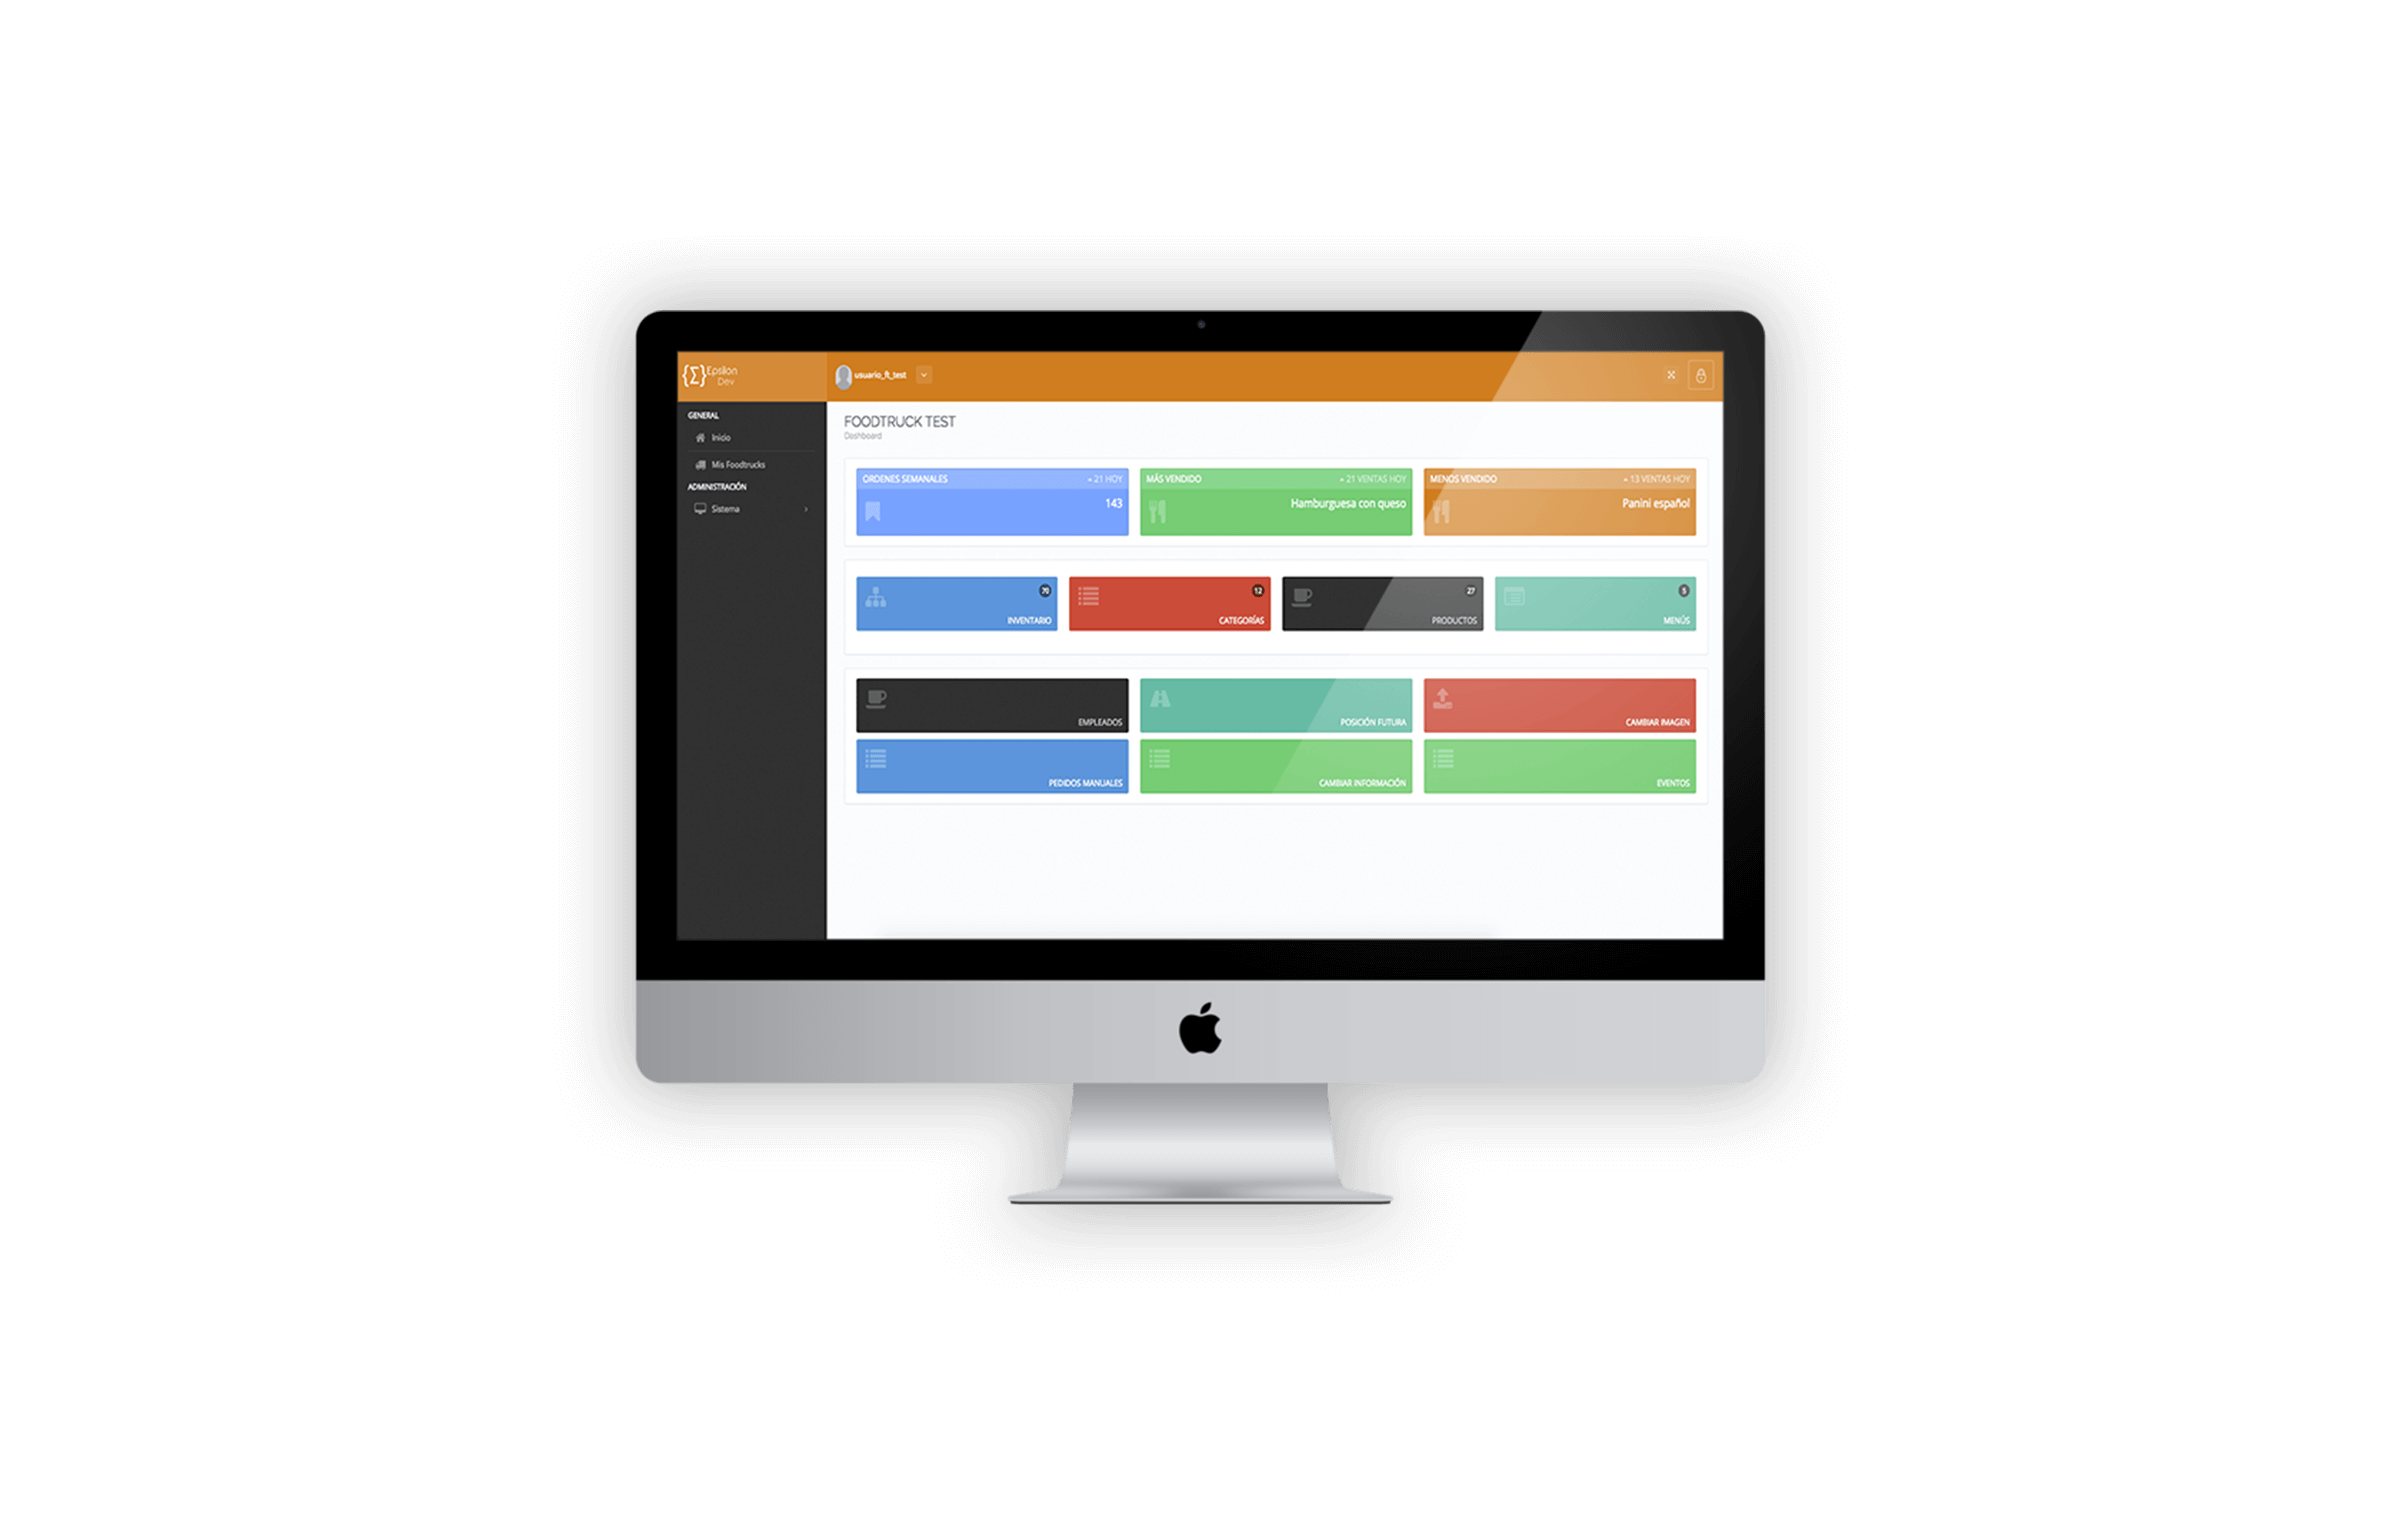 {Σ} Epsilon
Dev
usuario_ft_test
GENERAL
Inicio
Mis Foodtrucks
ADMINISTRACIÓN
Sistema
FOODTRUCK TEST
Dashboard
ORDENES SEMANALES 21 HOY
143
MÁS VENDIDO 21 VENTAS HOY
Hamburguesa con queso
MENOS VENDIDO 13 VENTAS HOY
Panini español
70
INVENTARIO
12
CATEGORÍAS
27
PRODUCTOS
5
MENÚS
EMPLEADOS
POSICIÓN FUTURA
CAMBIAR IMAGEN
PEDIDOS MANUALES
CAMBIAR INFORMACIÓN
EVENTOS